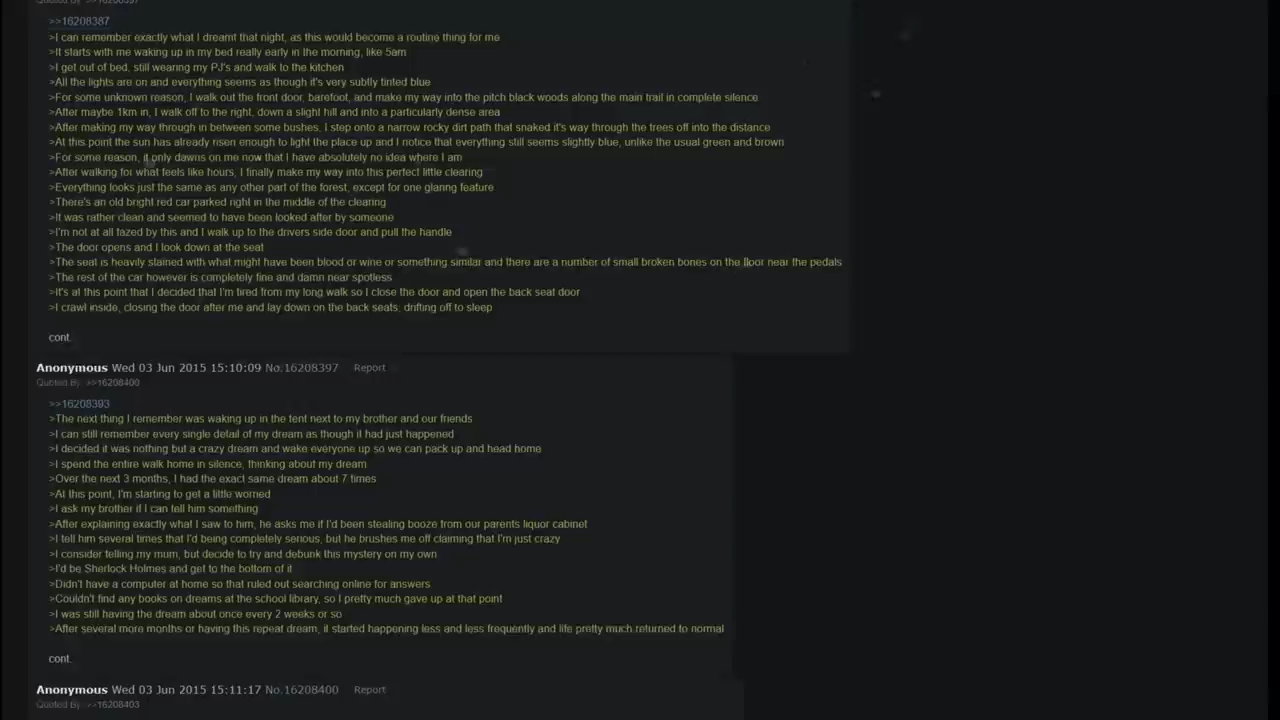 >>16208387
>I can remember exactly what I dreamt that night, as this would become a routine thing for me
>It starts with me waking up in my bed really early in the morning, like 5am
>I get out of bed, still wearing my PJ's and walk to the kitchen
>All the lights are on and everything seems as though it's very subtly tinted blue
>For some unknown reason, I walk out the front door, barefoot, and make my way into the pitch black woods along the main trail in complete silence
>After maybe 1km in, I walk off to the right, down a slight hill and into a particularly dense area
>After making my way through in between some bushes, I step onto a narrow rocky dirt path that snaked it's way through the trees off into the distance
>At this point the sun has already risen enough to light the place up and I notice that everything still seems slightly blue, unlike the usual green and brown
>For some reason, it only dawns on me now that I have absolutely no idea where I am
>After walking for what feels like hours, I finally make my way into this perfect little clearing
>Everything looks just the same as any other part of the forest, except for one glaring feature
>There's an old bright red car parked right in the middle of the clearing
>It was rather clean and seemed to have been looked after by someone
>I'm not at all fazed by this and I walk up to the drivers side door and pull the handle
>The door opens and I look down at the seat
>The seat is heavily stained with what might have been blood or wine or something similar and there are a number of small broken bones on the floor near the pedals
>The rest of the car however is completely fine and damn near spotless
>It's at this point that I decided that I'm tired from my long walk so I close the door and open the back seat door
>I crawl inside, closing the door after me and lay down on the back seats, drifting off to sleep
cont.
Anonymous Wed 03 Jun 2015 15:10:09 No.16208397 Report
Quoted By: >>16208400
>>16208393
>The next thing I remember was waking up in the tent next to my brother and our friends
>I can still remember every single detail of my dream as though it had just happened
>I decided it was nothing but a crazy dream and wake everyone up so we can pack up and head home
>I spend the entire walk home in silence, thinking about my dream
>Over the next 3 months, I had the exact same dream about 7 times
>At this point, I'm starting to get a little worried
>I ask my brother if I can tell him something
>After explaining exactly what I saw to him, he asks me if I'd been stealing booze from our parents liquor cabinet
>I tell him several times that I'd being completely serious, but he brushes me off claiming that I'm just crazy
>I consider telling my mum, but decide to try and debunk this mystery on my own
>I'd be Sherlock Holmes and get to the bottom of it
>Didn't have a computer at home so that ruled out searching online for answers
>Couldn't find any books on dreams at the school library, so I pretty much gave up at that point
>I was still having the dream about once every 2 weeks or so
>After several more months or having this repeat dream, it started happening less and less frequently and life pretty much returned to normal
cont.
Anonymous Wed 03 Jun 2015 15:11:17 No.16208400 Report
Quoted By: >>16208403